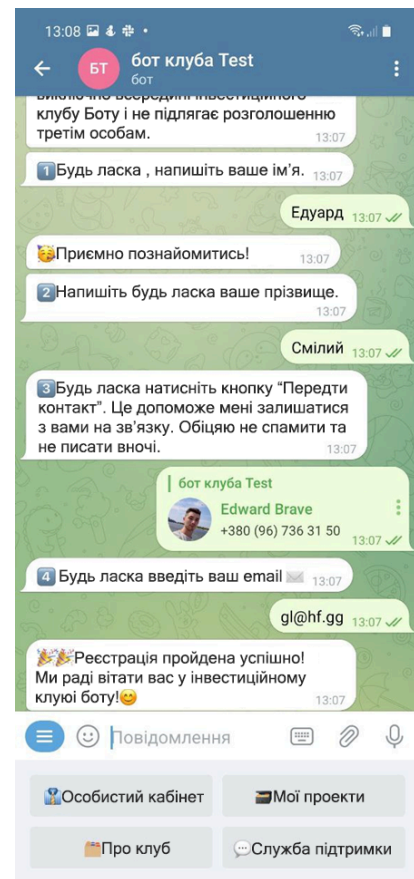 13:08
БТ
бот клуба Test
бот
клубу Боту і не підлягає розголошенню
третім особам.
13:07
1 Будь ласка , напишіть ваше ім’я. 13:07
Едуард 13:07
Приємно познайомитись! 13:07
2 Напишіть будь ласка ваше прізвище.
13:07
Смілий 13:07
3 Будь ласка натисніть кнопку “Передти
контакт”. Це допоможе мені залишатися
з вами на зв’язку. Обіцяю не спамити та
не писати вночі. 13:07
бот клуба Test
Edward Brave
+380 (96) 736 31 50
13:07
4 Будь ласка введіть ваш email 13:07
gl@hf.gg 13:07
Реєстрація пройдена успішно!
Ми раді вітати вас у інвестиційному
клуюі боту! 13:07
Повідомлення
Особистий кабінет
Мої проекти
Про клуб
Служба підтримки